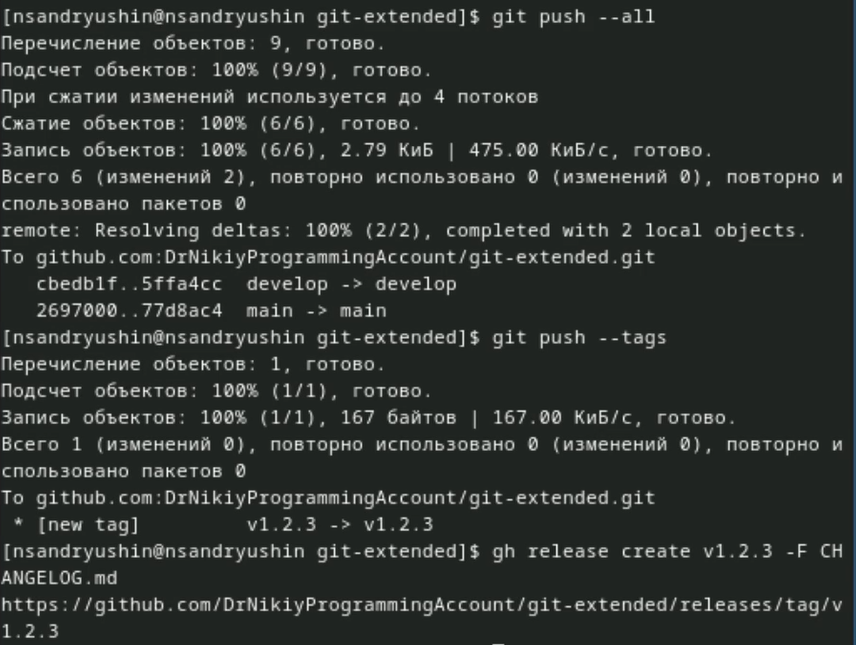 [nsandryushin@nsandryushin git-extended]$ git push --all
Перечисление объектов: 9, готово.
Подсчет объектов: 100% (9/9), готово.
При сжатии изменений используется до 4 потоков
Сжатие объектов: 100% (6/6), готово.
Запись объектов: 100% (6/6), 2.79 КиБ | 475.00 КиБ/с, готово.
Всего 6 (изменений 2), повторно использовано 0 (изменений 0), повторно и
спользовано пакетов 0
remote: Resolving deltas: 100% (2/2), completed with 2 local objects.
To github.com:DrNikiyProgrammingAccount/git-extended.git
   cbedb1f..5ffa4cc  develop -> develop
   2697000..77d8ac4  main -> main
[nsandryushin@nsandryushin git-extended]$ git push --tags
Перечисление объектов: 1, готово.
Подсчет объектов: 100% (1/1), готово.
Запись объектов: 100% (1/1), 167 байтов | 167.00 КиБ/с, готово.
Всего 1 (изменений 0), повторно использовано 0 (изменений 0), повторно и
спользовано пакетов 0
To github.com:DrNikiyProgrammingAccount/git-extended.git
 * [new tag]         v1.2.3 -> v1.2.3
[nsandryushin@nsandryushin git-extended]$ gh release create v1.2.3 -F CH
ANGELOG.md
https://github.com/DrNikiyProgrammingAccount/git-extended/releases/tag/v
1.2.3